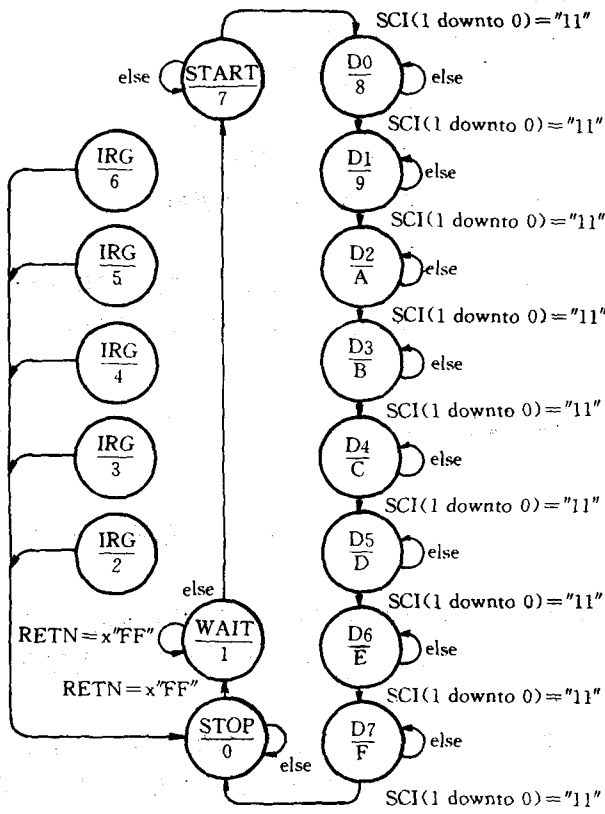 SCI(1 downto 0)="11"
START
7
else
D0
8
else
SCI(1 downto 0)="11"
IRG
6
D1
9
else
SCI(1 downto 0)="11"
IRG
5
D2
A
else
SCI(1 downto 0)="11"
IRG
4
D3
B
else
SCI(1 downto 0)="11"
IRG
3
D4
C
else
SCI(1 downto 0)="11"
IRG
2
D5
D
else
else
SCI(1 downto 0)="11"
RETN=x"FF"
WAIT
1
D6
E
else
RETN=x"FF"
SCI(1 downto 0)="11"
STOP
0
else
D7
F
else
SCI(1 downto 0)="11"